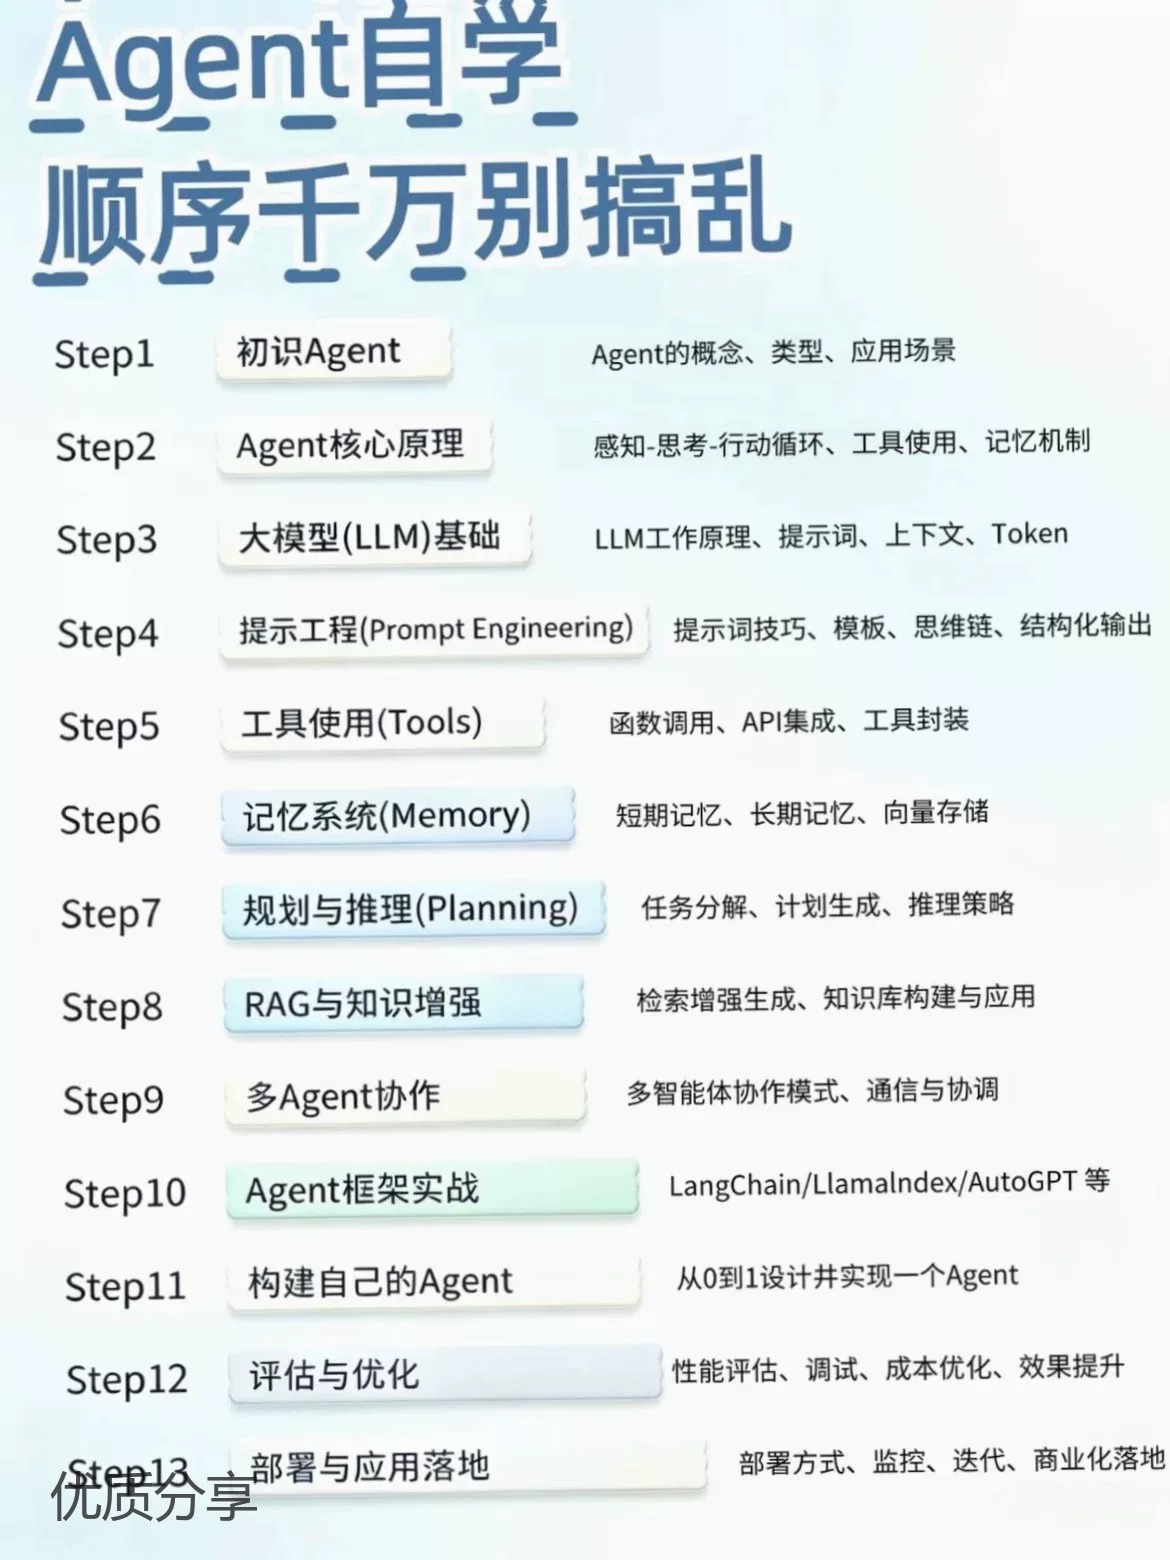 Agent自学
顺序千万别搞乱
Step1 初识Agent Agent的概念、类型、应用场景
Step2 Agent核心原理 感知-思考-行动循环、工具使用、记忆机制
Step3 大模型(LLM)基础 LLM工作原理、提示词、上下文、Token
Step4 提示工程(Prompt Engineering) 提示词技巧、模板、思维链、结构化输出
Step5 工具使用(Tools) 函数调用、API集成、工具封装
Step6 记忆系统(Memory) 短期记忆、长期记忆、向量存储
Step7 规划与推理(Planning) 任务分解、计划生成、推理策略
Step8 RAG与知识增强 检索增强生成、知识库构建与应用
Step9 多Agent协作 多智能体协作模式、通信与协调
Step10 Agent框架实战 LangChain/LlamaIndex/AutoGPT 等
Step11 构建自己的Agent 从0到1设计并实现一个Agent
Step12 评估与优化 性能评估、调试、成本优化、效果提升
Step13 部署与应用落地 部署方式、监控、迭代、商业化落地
优质分享